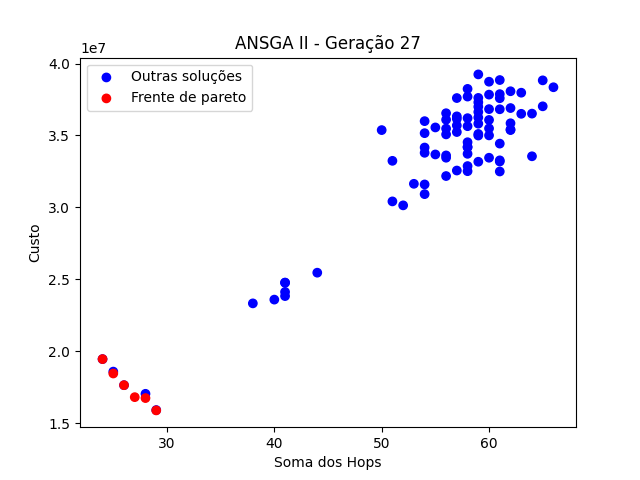 ANSGA II - Geração 27
1e7
Outras soluções
Frente de pareto
4.0
3.5
3.0
2.5
2.0
1.5
Custo
30 40 50 60
Soma dos Hops